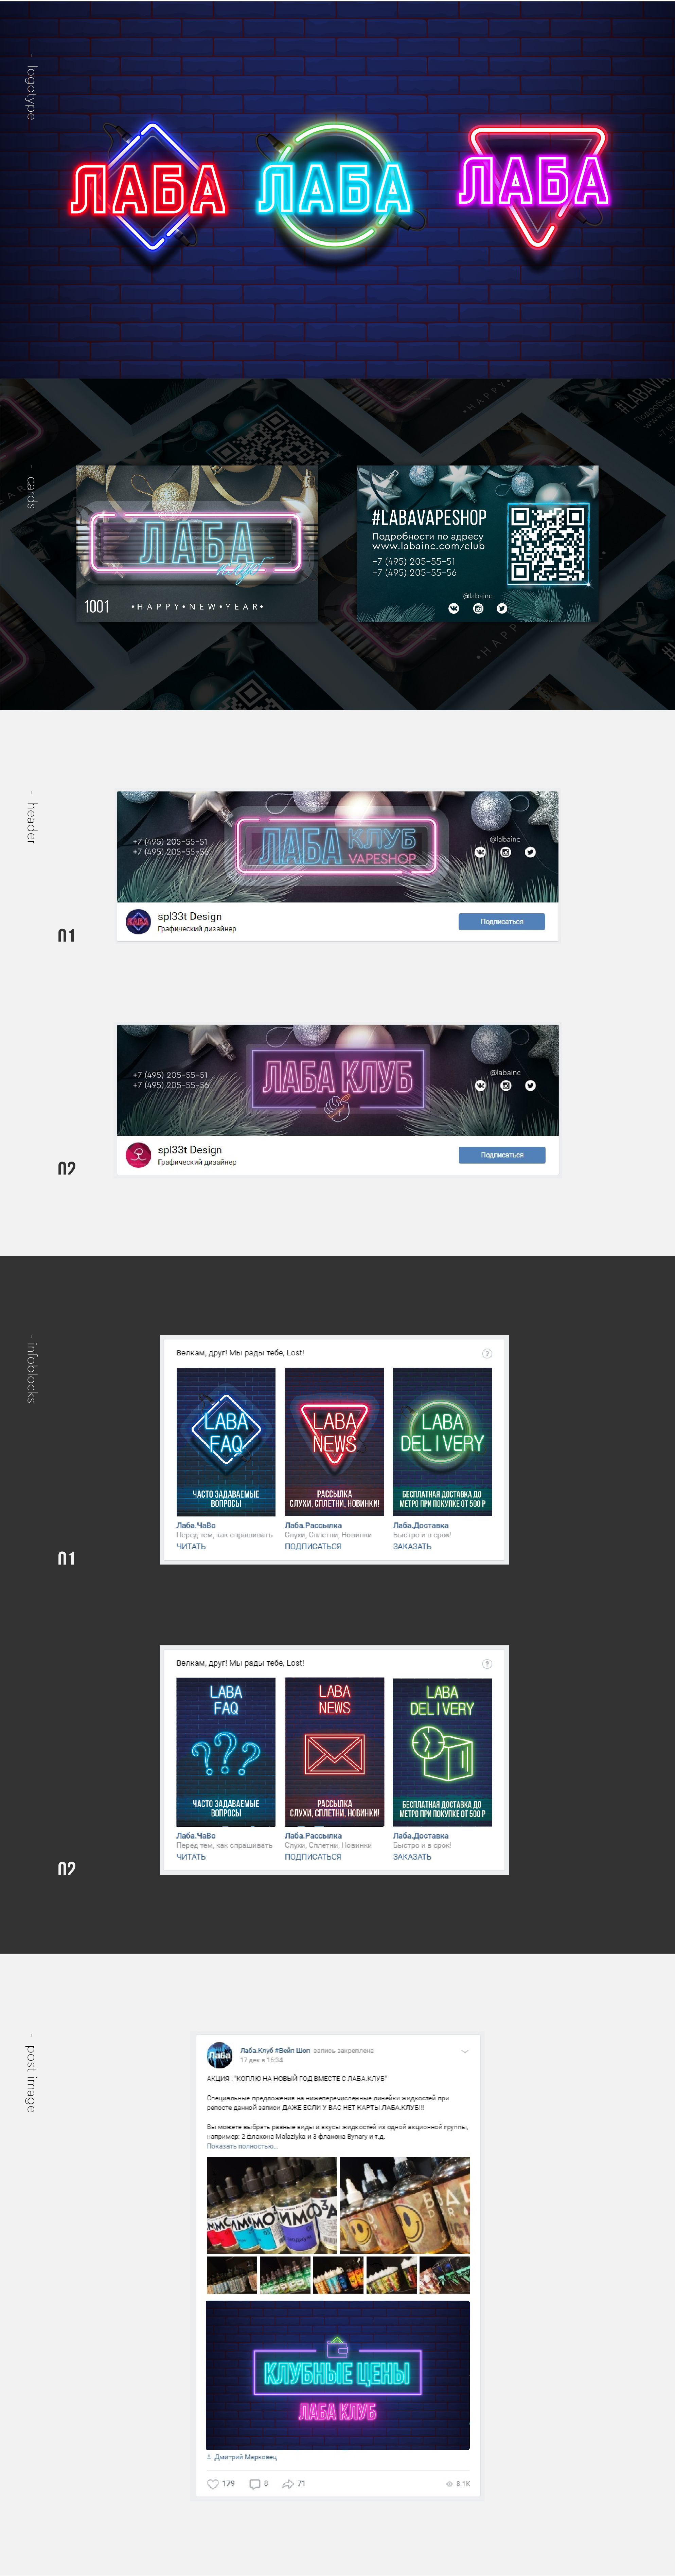 - logotype
ЛАБА
ЛАБА
ЛАБА
- cards
ЛАБА
клуб
1001
•HAPPY•NEW•YEAR•
#LABAVAPESHOP
Подробности по адресу
www.labainc.com/club
+7 (495) 205-55-51
+7 (495) 205-55-56
@labainc
- header
+7 (495) 205-55-51
+7 (495) 205-55-56
ЛАБА КЛУБ
VAPESHOP
@labainc
ЛАБА
spl33t Design
Графический дизайнер
Подписаться
01
+7 (495) 205-55-51
+7 (495) 205-55-56
ЛАБА КЛУБ
@labainc
spl33t Design
Графический дизайнер
Подписаться
02
- infoblocks
Велкам, друг! Мы рады тебе, Lost!
?
LABA
FAQ
ЧАСТО ЗАДАВАЕМЫЕ
ВОПРОСЫ
LABA
NEWS
РАССЫЛКА
СЛУХИ, СПЛЕТНИ, НОВИНКИ!
LABA
DELIVERY
БЕСПЛАТНАЯ ДОСТАВКА ДО
МЕТРО ПРИ ПОКУПКЕ ОТ 500 Р
Лаба.ЧаВо
Перед тем, как спрашивать
ЧИТАТЬ
Лаба.Рассылка
Слухи, Сплетни, Новинки
ПОДПИСАТЬСЯ
Лаба.Доставка
Быстро и в срок!
ЗАКАЗАТЬ
01
Велкам, друг! Мы рады тебе, Lost!
?
LABA
FAQ
???
ЧАСТО ЗАДАВАЕМЫЕ
ВОПРОСЫ
LABA
NEWS
РАССЫЛКА
СЛУХИ, СПЛЕТНИ, НОВИНКИ!
LABA
DELIVERY
БЕСПЛАТНАЯ ДОСТАВКА ДО
МЕТРО ПРИ ПОКУПКЕ ОТ 500 Р
Лаба.ЧаВо
Перед тем, как спрашивать
ЧИТАТЬ
Лаба.Рассылка
Слухи, Сплетни, Новинки
ПОДПИСАТЬСЯ
Лаба.Доставка
Быстро и в срок!
ЗАКАЗАТЬ
02
- post image
Лаба
Лаба.Клуб #Вейп Шоп запись закреплена
17 дек в 16:34
АКЦИЯ : "КОПЛЮ НА НОВЫЙ ГОД ВМЕСТЕ С ЛАБА.КЛУБ"
Специальные предложения на нижеперечисленные линейки жидкостей при
репосте данной записи ДАЖЕ ЕСЛИ У ВАС НЕТ КАРТЫ ЛАБА.КЛУБ!!!
Вы можете выбрать разные виды и вкусы жидкостей из одной акционной группы,
например: 2 флакона Malaziyka и 3 флакона Bynary и т.д.
Показать полностью...
КЛУБНЫЕ ЦЕНЫ
ЛАБА КЛУБ
Дмитрий Марковец
179
8
71
8.1K